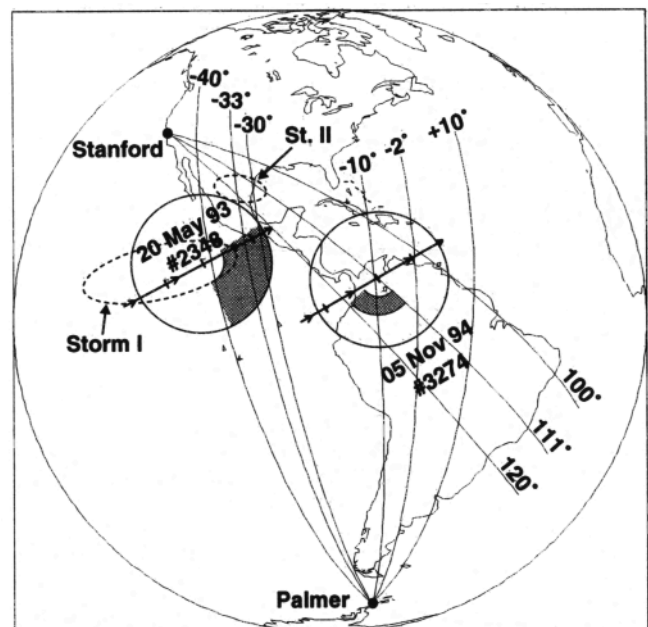 -40°
-33°
-30°
St. II
-10°
-2°
+10°
Stanford
20 May 93
#2348
Storm I
05 Nov 94
#3274
100°
111°
120°
Palmer